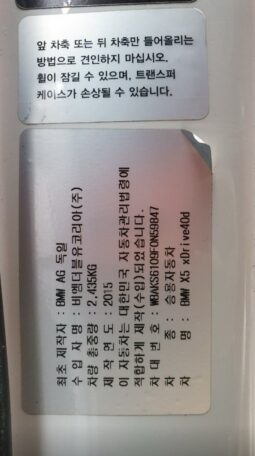 앞 차축 또는 뒤 차축만 들어올리는
방법으로 견인하지 마십시오.
휠이 잠길 수 있으며, 트랜스퍼
케이스가 손상될 수 있습니다.
최초 제작자 : BMW AG 독일
수 입 자 명 : 비엠더블유코리아(주)
차량 총중량 : 2,435KG
제 작 연 도 : 2015
이 자동차는 대한민국 자동차관리법령에
적합하게 제작(수입)되었습니다.
차 대 번 호 : WBAKS6109F0N59847
차 종 : 승용자동차
차 명 : BMW X5 xDrive40d